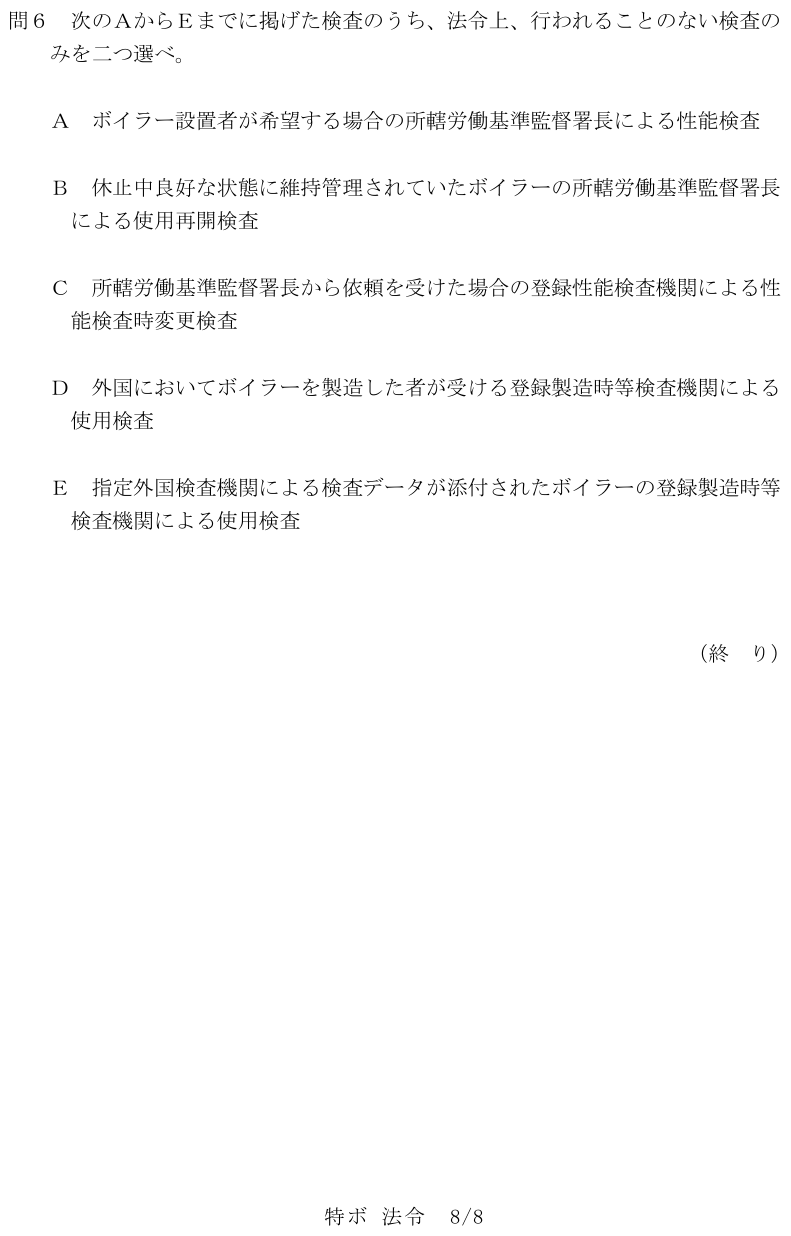 問６　次のＡからＥまでに掲げた検査のうち、法令上、行われることのない検査の
みを二つ選べ。
Ａ　ボイラー設置者が希望する場合の所轄労働基準監督署長による性能検査
Ｂ　休止中良好な状態に維持管理されていたボイラーの所轄労働基準監督署長
による使用再開検査
Ｃ　所轄労働基準監督署長から依頼を受けた場合の登録性能検査機関による性
能検査時変更検査
Ｄ　外国においてボイラーを製造した者が受ける登録製造時等検査機関による
使用検査
Ｅ　指定外国検査機関による検査データが添付されたボイラーの登録製造時等
検査機関による使用検査
（終　り）
特ボ 法令　8/8